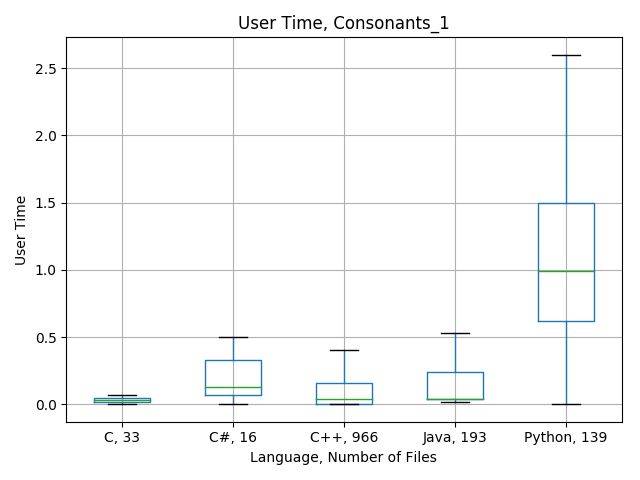 User Time, Consonants_1
2.5
2.0
1.5
1.0
0.5
0.0
User Time
C, 33
C#, 16
C++, 966
Java, 193
Python, 139
Language, Number of Files